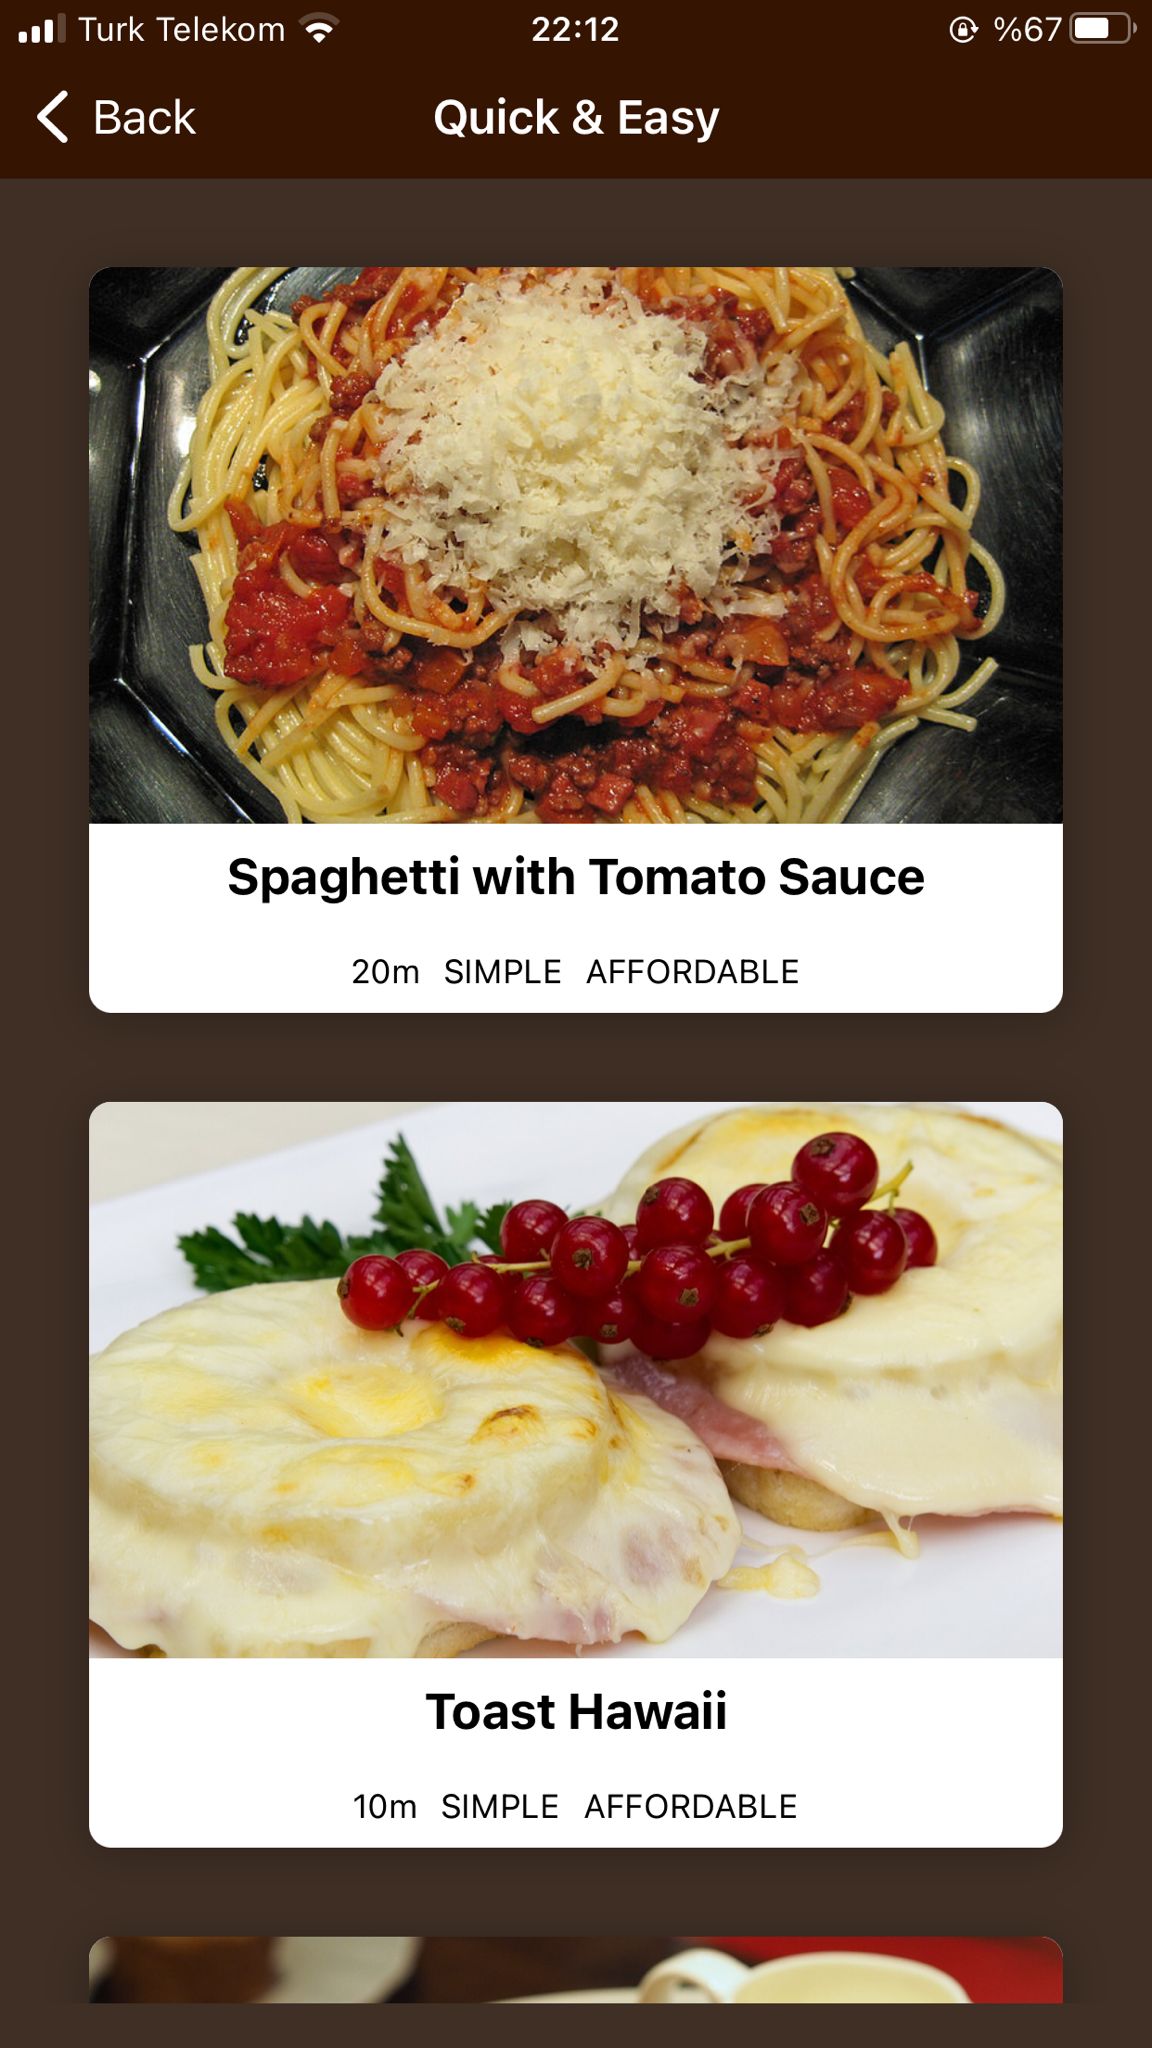 Turk Telekom 22:12 %67
Back Quick & Easy
Spaghetti with Tomato Sauce
20m SIMPLE AFFORDABLE
Toast Hawaii
10m SIMPLE AFFORDABLE